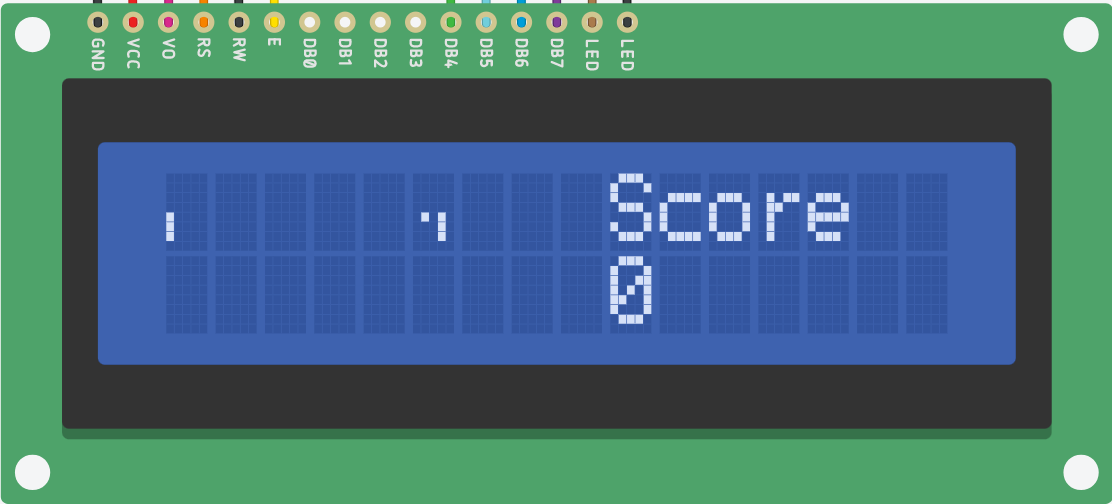 GND VCC VO RS RW E DB0 DB1 DB2 DB3 DB4 DB5 DB6 DB7 LED LED
Score
0